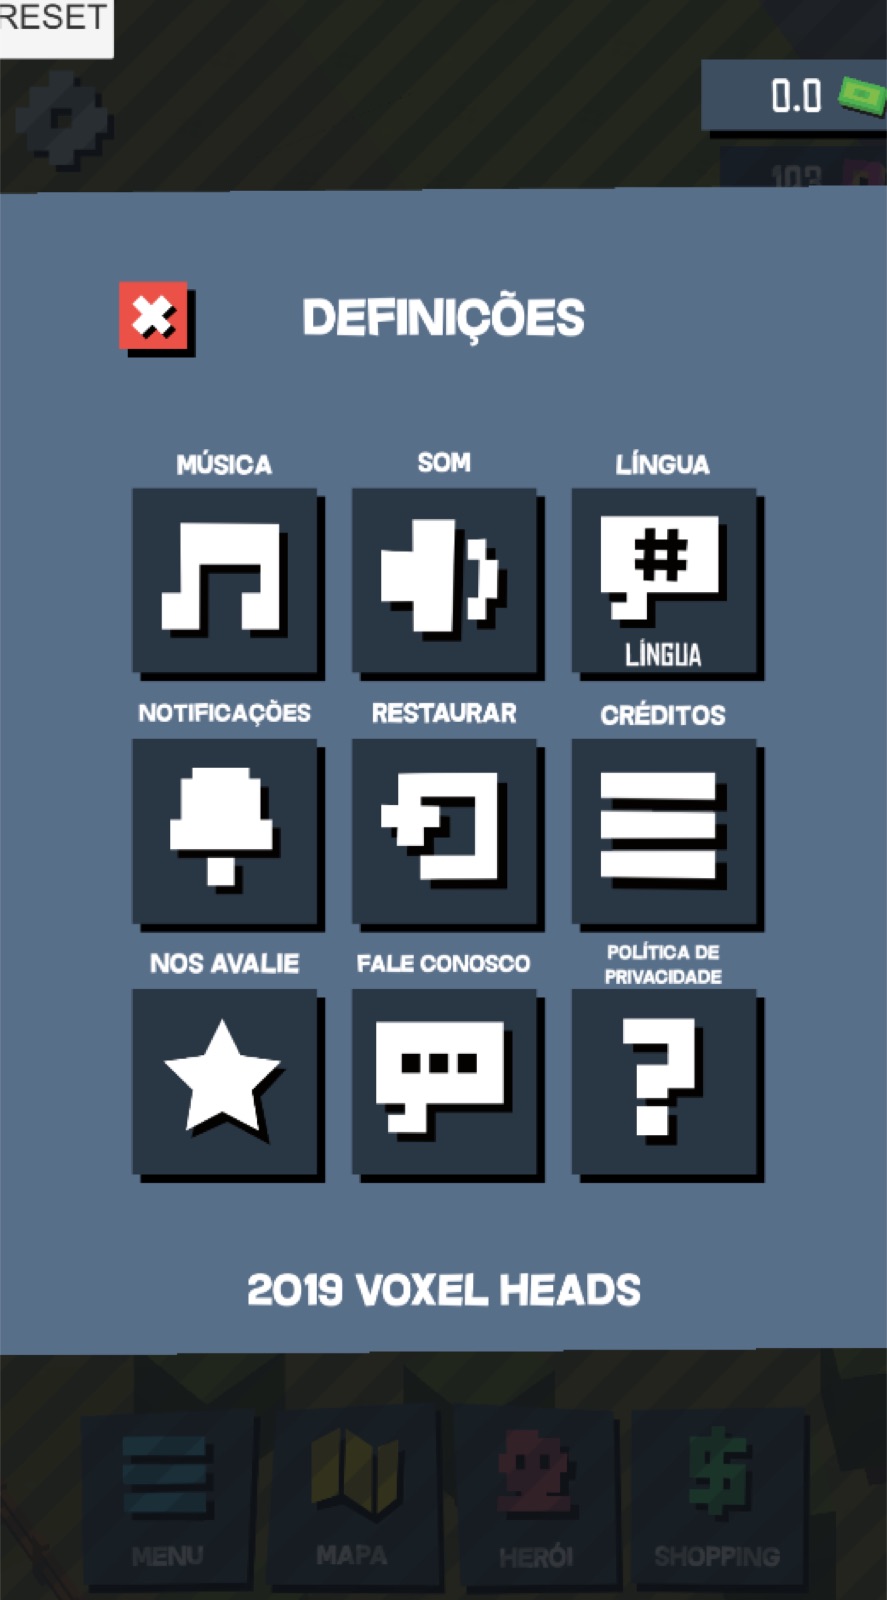 RESET
0.0
DEFINIÇÕES
MÚSICA
SOM
LÍNGUA
LÍNGUA
NOTIFICAÇÕES
RESTAURAR
CRÉDITOS
NOS AVALIE
FALE CONOSCO
POLÍTICA DE
PRIVACIDADE
2019 VOXEL HEADS
MENU
MAPA
HERÓI
SHOPPING